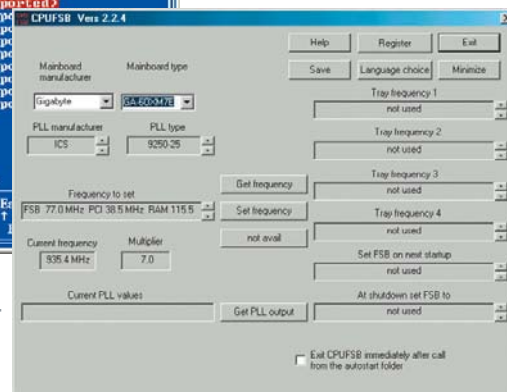 ported>
CPUFSB Vers 2.2.4
Help Register Exit
Save Language choice Minimize
Mainboard manufacturer
Mainboard type
Gigabyte
GA-6OXM7E
PLL manufacturer
PLL type
ICS
9250-25
Frequency to set
FSB 77.0 MHz PCI 38.5 MHz RAM 115.5
Get frequency
Set frequency
not avail
Current frequency
Multiplier
935.4 MHz
7.0
Current PLL values
Get PLL output
Tray frequency 1
not used
Tray frequency 2
not used
Tray frequency 3
not used
Tray frequency 4
not used
Set FSB on next startup
not used
At shutdown set FSB to
not used
Exit CPUFSB immediately after call
from the autostart folder